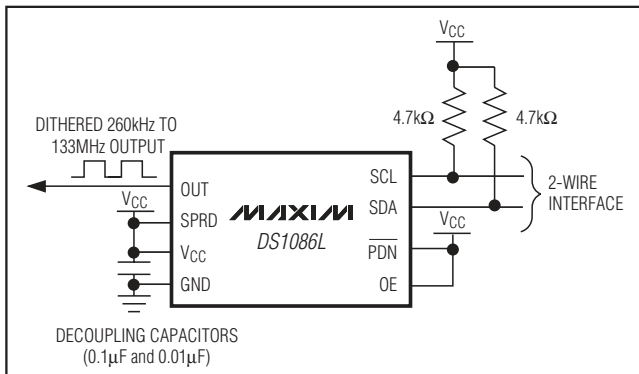 VCC
4.7kΩ
4.7kΩ
DITHERED 260kHz TO
133MHz OUTPUT
OUT
SCL
2-WIRE
INTERFACE
VCC
SPRD
MAXIM
DS1086L
SDA
VCC
VCC
PDN
GND
OE
DECOUPLING CAPACITORS
(0.1μF and 0.01μF)